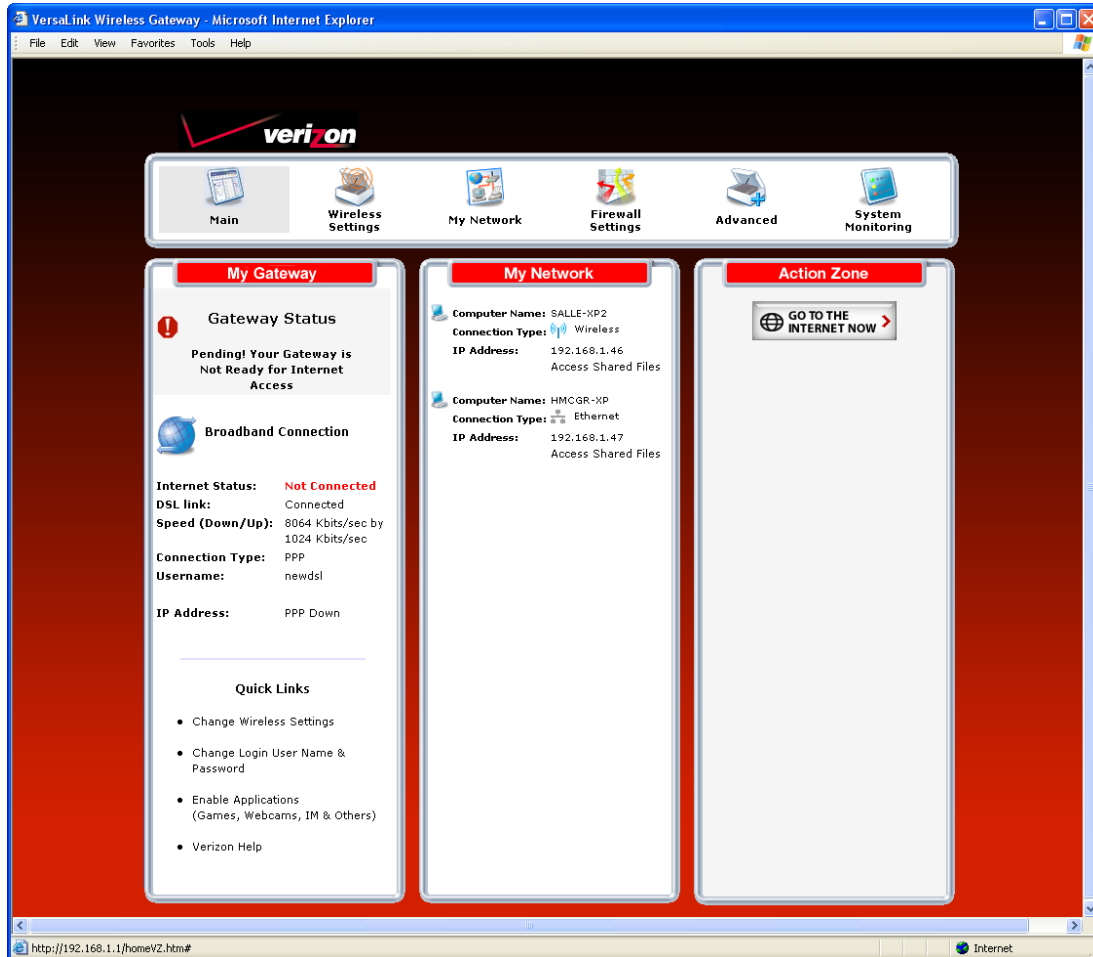 VersaLink Wireless Gateway - Microsoft Internet Explorer
File Edit View Favorites Tools Help
verizon
Main
Wireless
Settings
My Network
Firewall
Settings
Advanced
System
Monitoring
My Gateway
Gateway Status
Pending! Your Gateway is
Not Ready for Internet
Access
Broadband Connection
Internet Status: Not Connected
DSL link: Connected
Speed (Down/Up): 8064 Kbits/sec by
1024 Kbits/sec
Connection Type: PPP
Username: newdsl
IP Address: PPP Down
Quick Links
• Change Wireless Settings
• Change Login User Name &
Password
• Enable Applications
(Games, Webcams, IM & Others)
• Verizon Help
My Network
Computer Name: SALLE-XP2
Connection Type: Wireless
IP Address: 192.168.1.46
Access Shared Files
Computer Name: HMCGR-XP
Connection Type: Ethernet
IP Address: 192.168.1.47
Access Shared Files
Action Zone
GO TO THE
INTERNET NOW
http://192.168.1.1/homeVZ.htm#
Internet